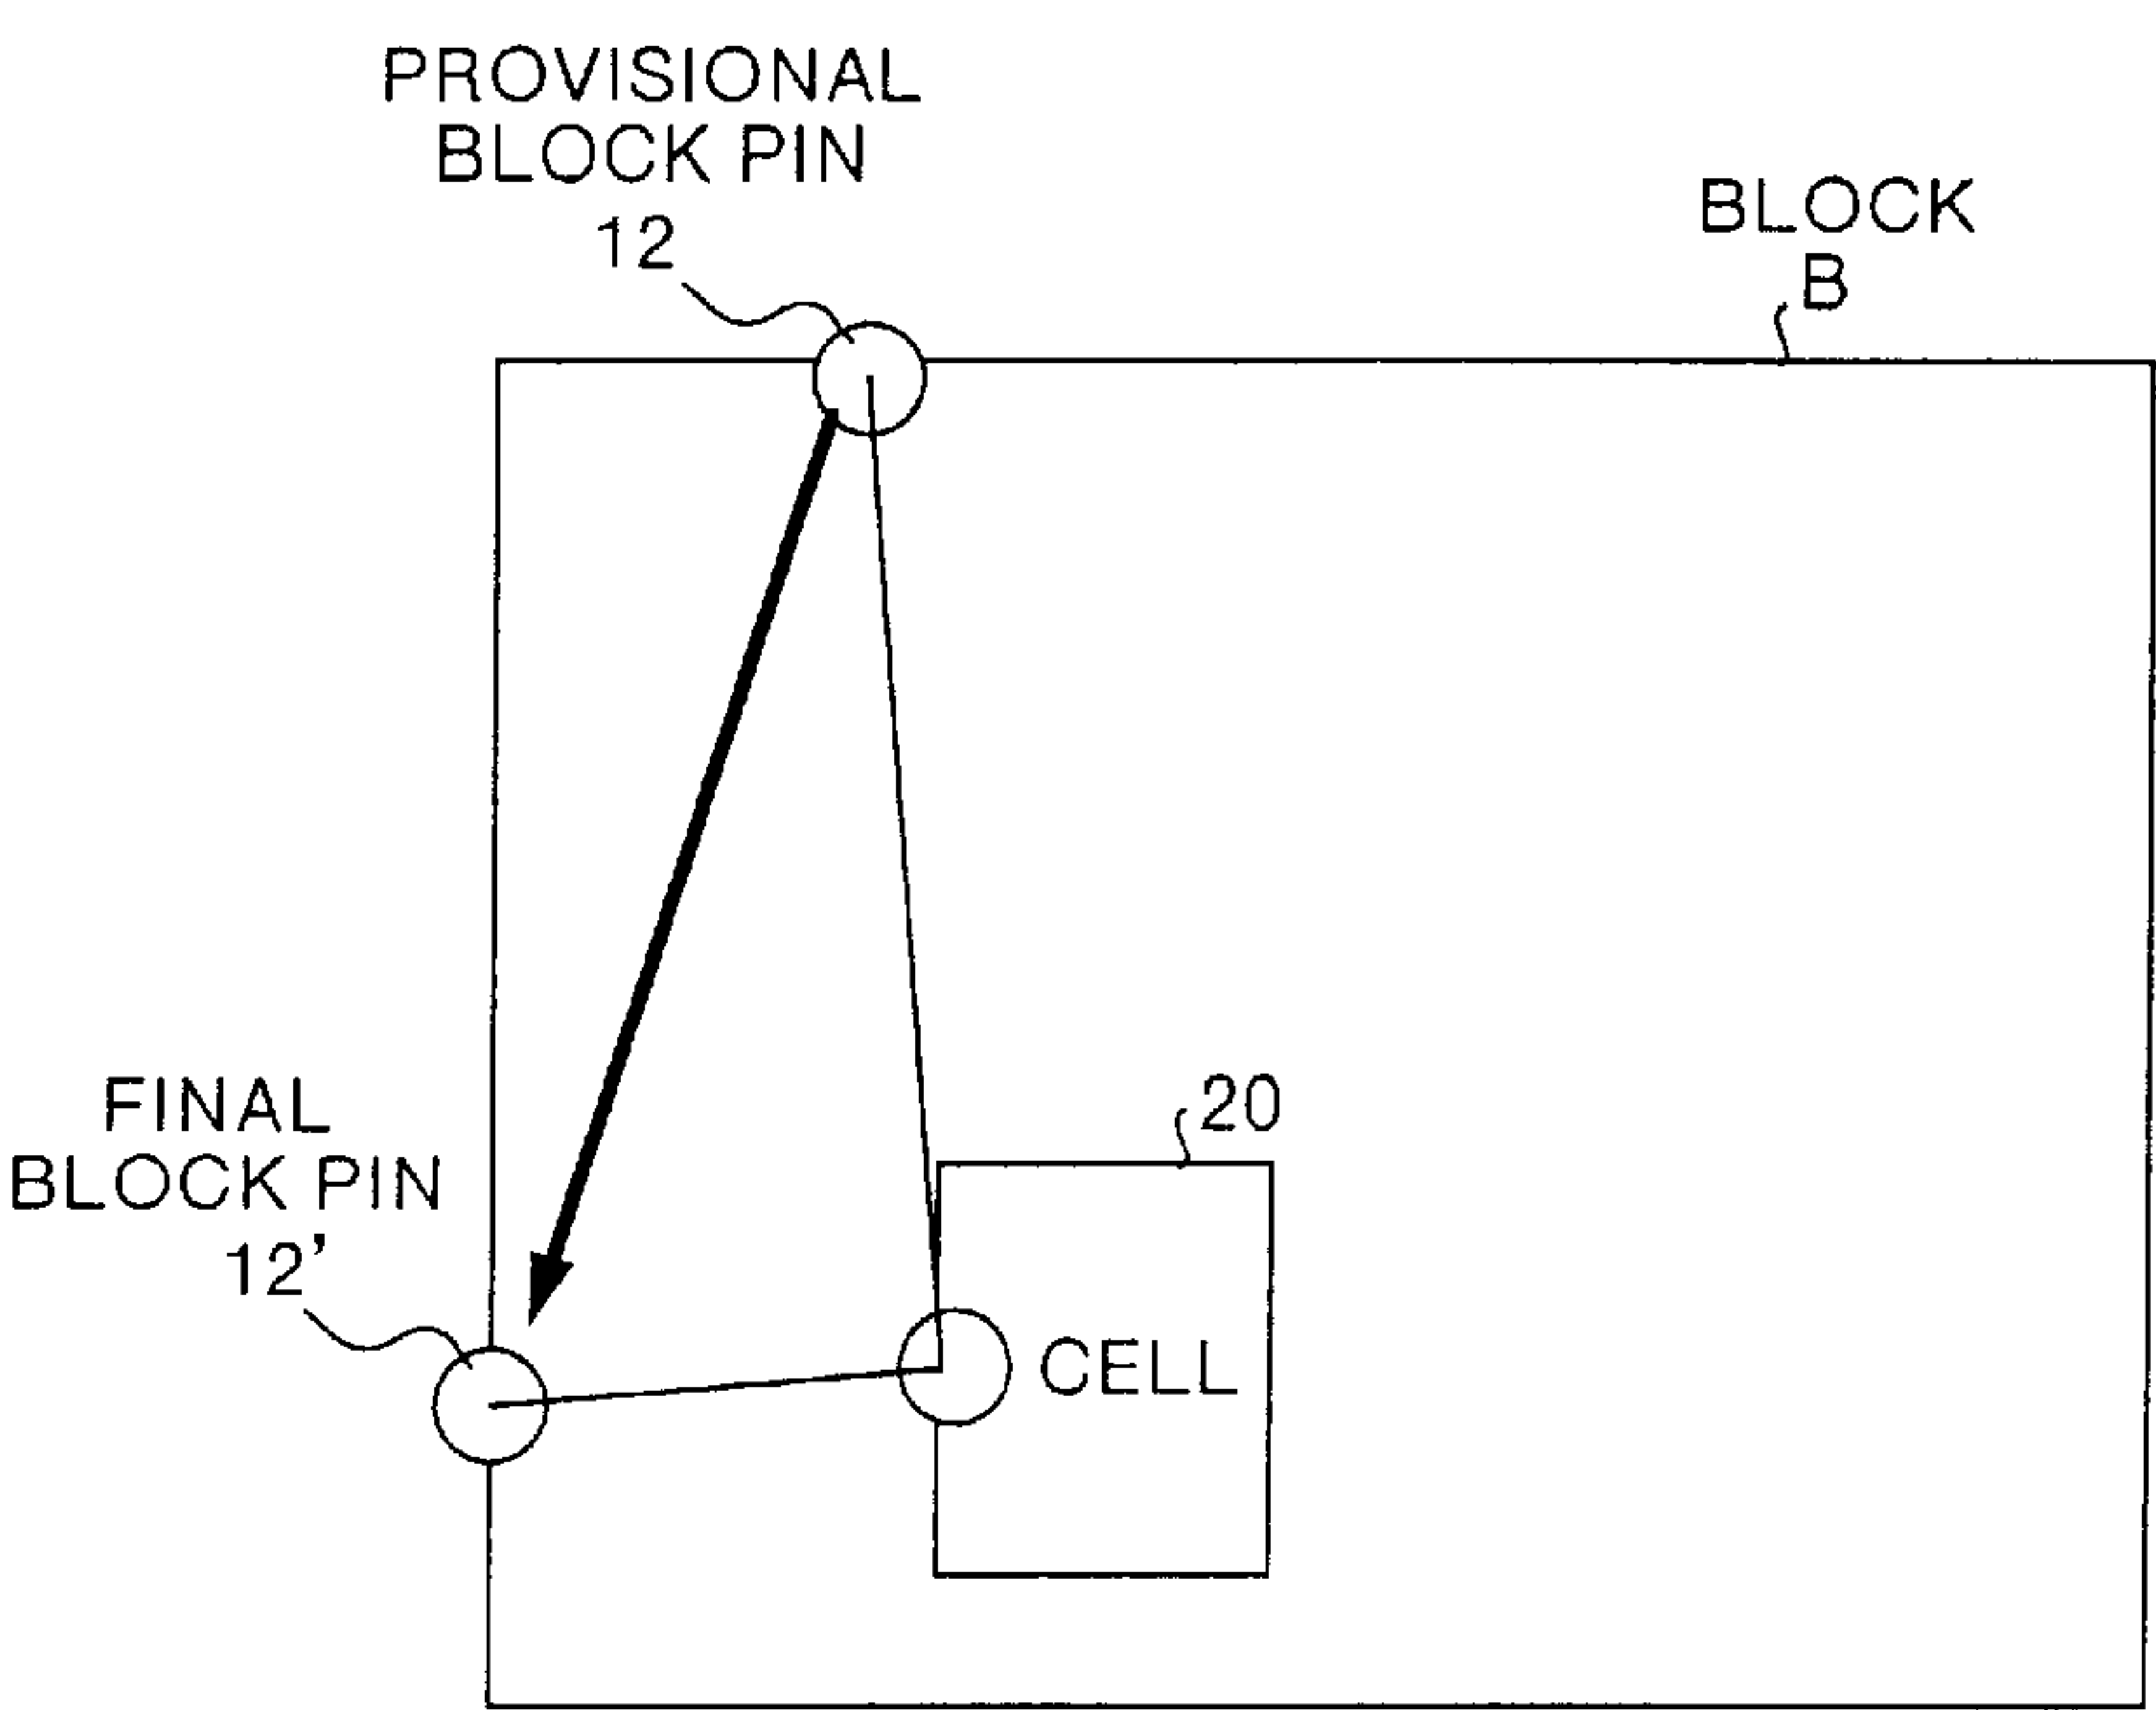 PROVISIONAL
BLOCK PIN
12
BLOCK
B
FINAL
BLOCK PIN
12'
20
CELL